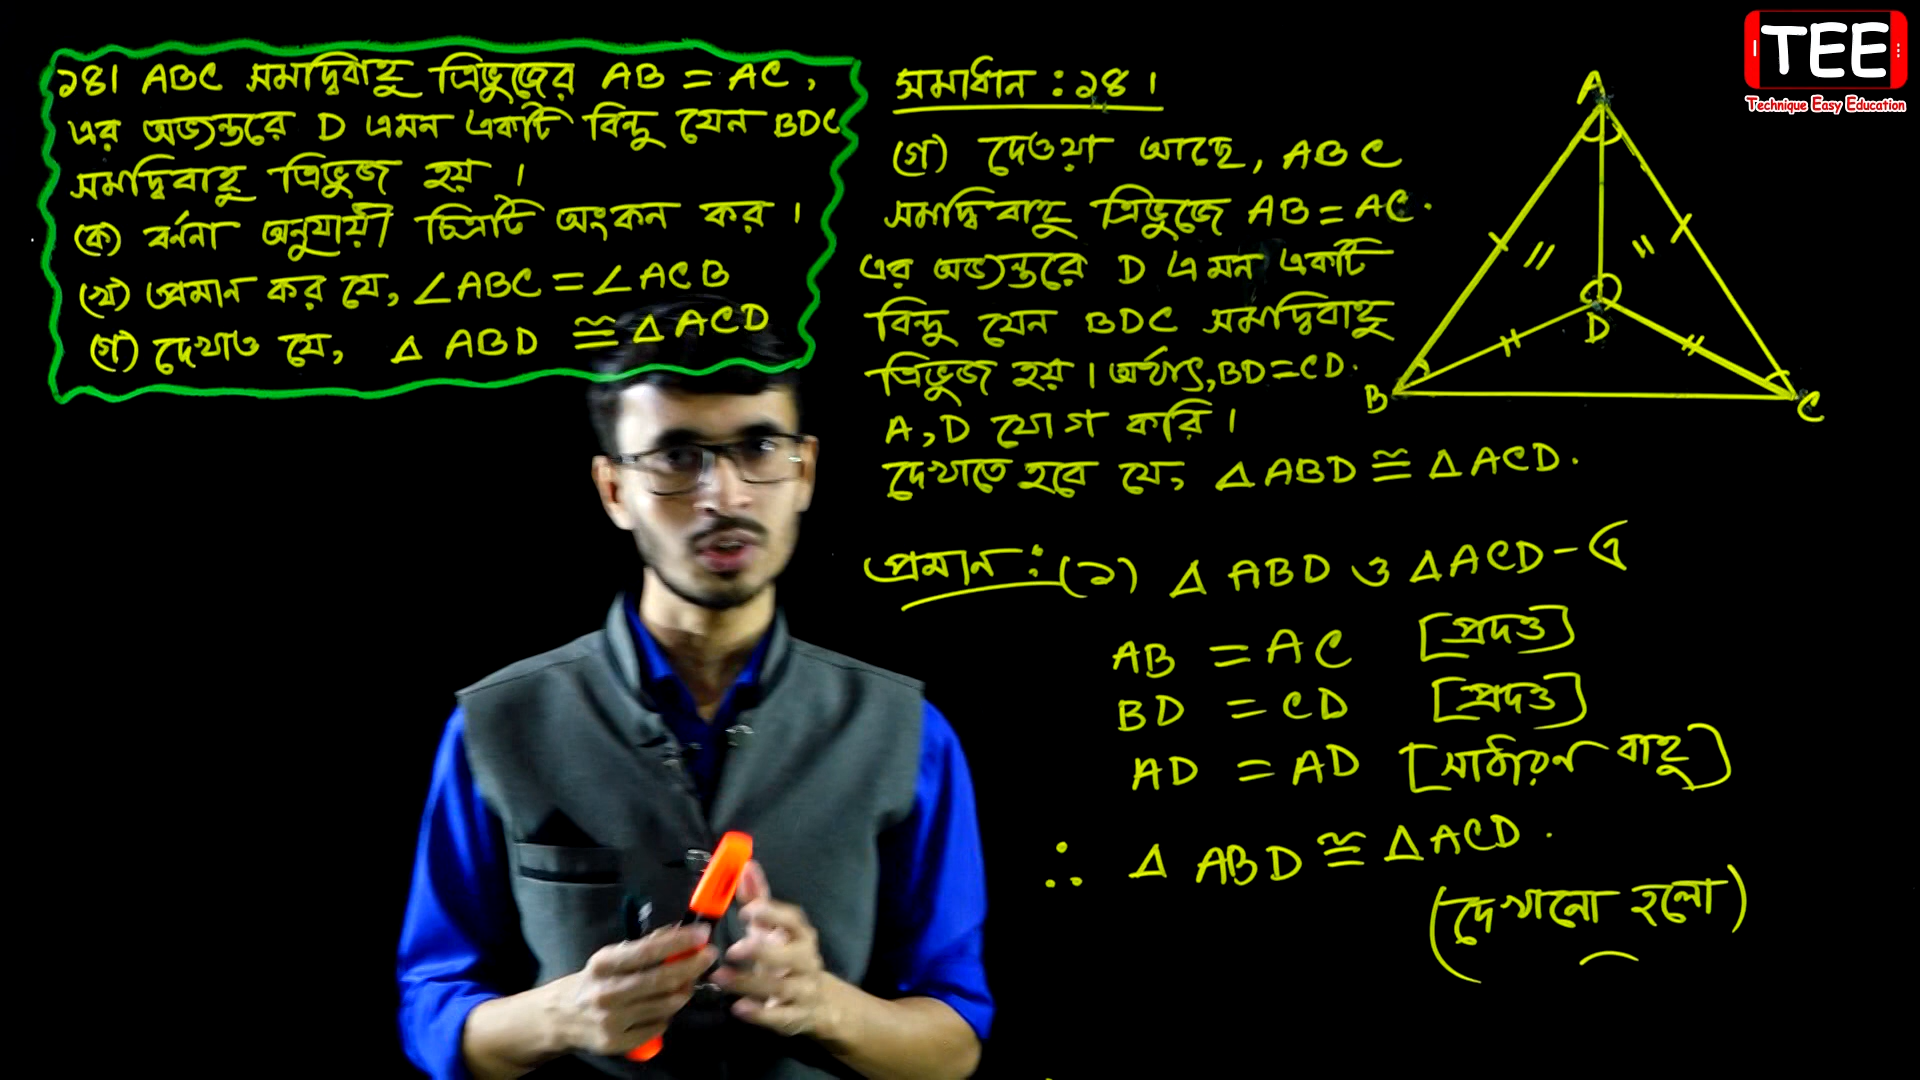 ১৪। ABC সমদ্বিবাহু ত্রিভুজের AB = AC,
এর অভ্যন্তরে D এমন একটি বিন্দু যেন BDC
সমদ্বিবাহু ত্রিভুজ হয়।
(ক) বর্ননা অনুযায়ী চিত্রটি অংকন কর।
(খ) প্রমান কর যে, ∠ABC = ∠ACB
(গ) দেখাও যে, △ ABD ≅ △ ACD
সমাধান : ১৪।
(গ) দেওয়া আছে, ABC
সমদ্বিবাহু ত্রিভুজে AB = AC.
এর অভ্যন্তরে D এমন একটি
বিন্দু যেন BDC সমদ্বিবাহু
ত্রিভুজ হয়। অর্থাৎ, BD = CD.
A, D যোগ করি।
দেখাতে হবে যে, △ ABD ≅ △ ACD.
প্রমান : (১) △ ABD ও △ ACD - এ
AB = AC [প্রদত্ত]
BD = CD [প্রদত্ত]
AD = AD [সাধারন বাহু]
∴ △ ABD ≅ △ ACD.
(দেখানো হলো)
A
D
B
C
TEE
Technique Easy Education